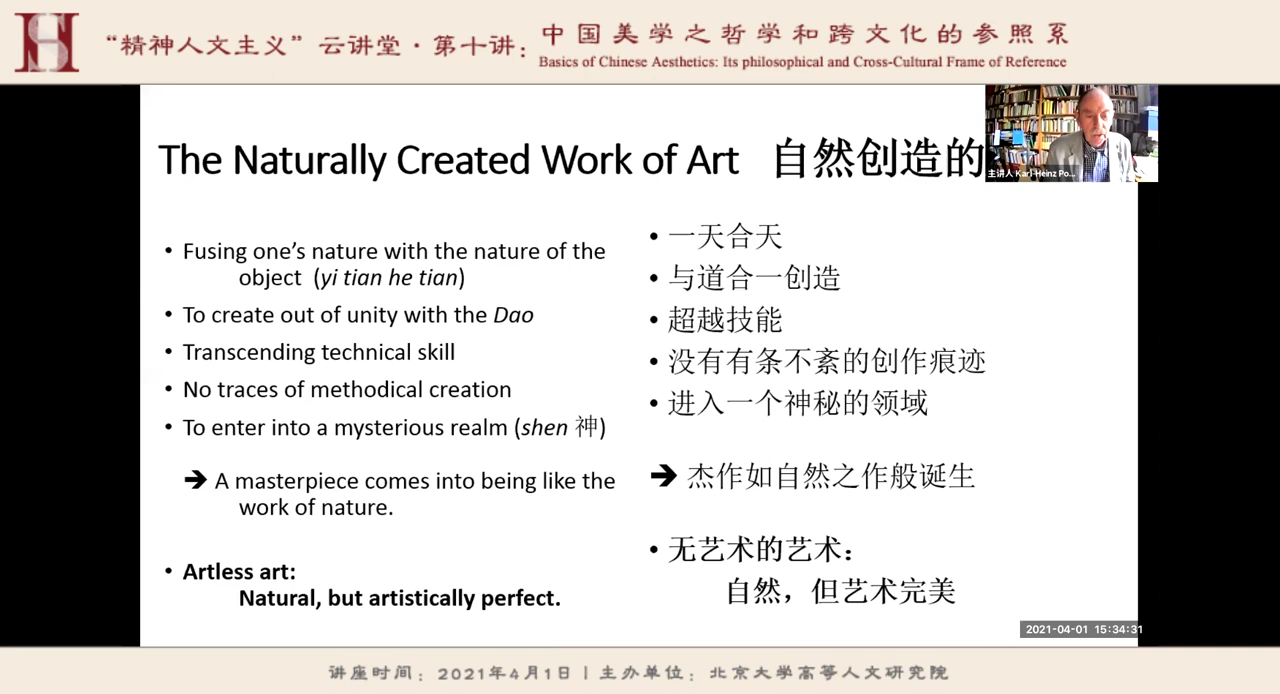 “精神人文主义”云讲堂·第十讲：
中国美学之哲学和跨文化的参照系
Basics of Chinese Aesthetics: Its philosophical and Cross-Cultural Frame of Reference
The Naturally Created Work of Art 自然创造的
主讲人 Karl-Heinz Po...
• Fusing one’s nature with the nature of the
object (yi tian he tian)
• To create out of unity with the Dao
• Transcending technical skill
• No traces of methodical creation
• To enter into a mysterious realm (shen 神)
➔ A masterpiece comes into being like the
work of nature.
• Artless art:
Natural, but artistically perfect.
• 一天合天
• 与道合一创造
• 超越技能
• 没有有条不紊的创作痕迹
• 进入一个神秘的领域
➔ 杰作如自然之作般诞生
• 无艺术的艺术：
自然，但艺术完美
2021-04-01 15:34:31
讲座时间：2021年4月1日 | 主办单位：北京大学高等人文研究院